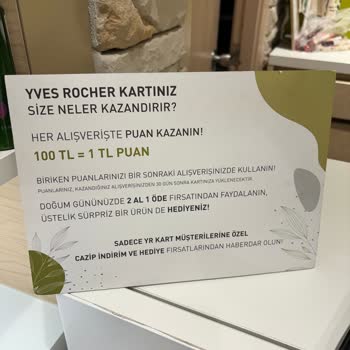 YVES ROCHER KARTINIZ
SİZE NELER KAZANDIRIR?
HER ALIŞVERİŞTE PUAN KAZANIN!
100 TL = 1 TL PUAN
BİRİKEN PUANLARINIZI BİR SONRAKİ ALIŞVERİŞİNİZDE KULLANIN!
PUANLARINIZ, KAZANDIĞINIZ ALIŞVERİŞİNİZDEN 30 GÜN SONRA KARTINIZA YÜKLENECEKTİR.
DOĞUM GÜNÜNÜZDE 2 AL 1 ÖDE FIRSATINDAN FAYDALANIN,
ÜSTELİK SÜRPRİZ BİR ÜRÜN DE HEDİYENİZ!
SADECE YR KART MÜŞTERİLERİNE ÖZEL
CAZİP İNDİRİM VE HEDİYE FIRSATLARINDAN HABERDAR OLUN!